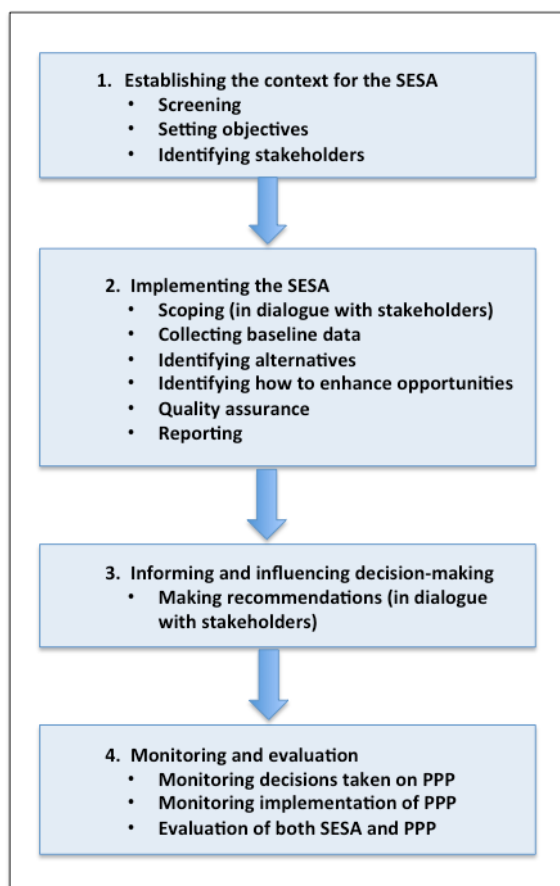 1. Establishing the context for the SESA
• Screening
• Setting objectives
• Identifying stakeholders
2. Implementing the SESA
• Scoping (in dialogue with stakeholders)
• Collecting baseline data
• Identifying alternatives
• Identifying how to enhance opportunities
• Quality assurance
• Reporting
3. Informing and influencing decision-making
• Making recommendations (in dialogue
with stakeholders)
4. Monitoring and evaluation
• Monitoring decisions taken on PPP
• Monitoring implementation of PPP
• Evaluation of both SESA and PPP